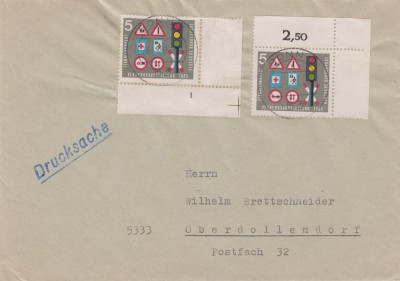 2,50
5
5
1
Drucksache
Herrn
Wilhelm Brettschneider
5333 Oberdollendorf
Postfach 32